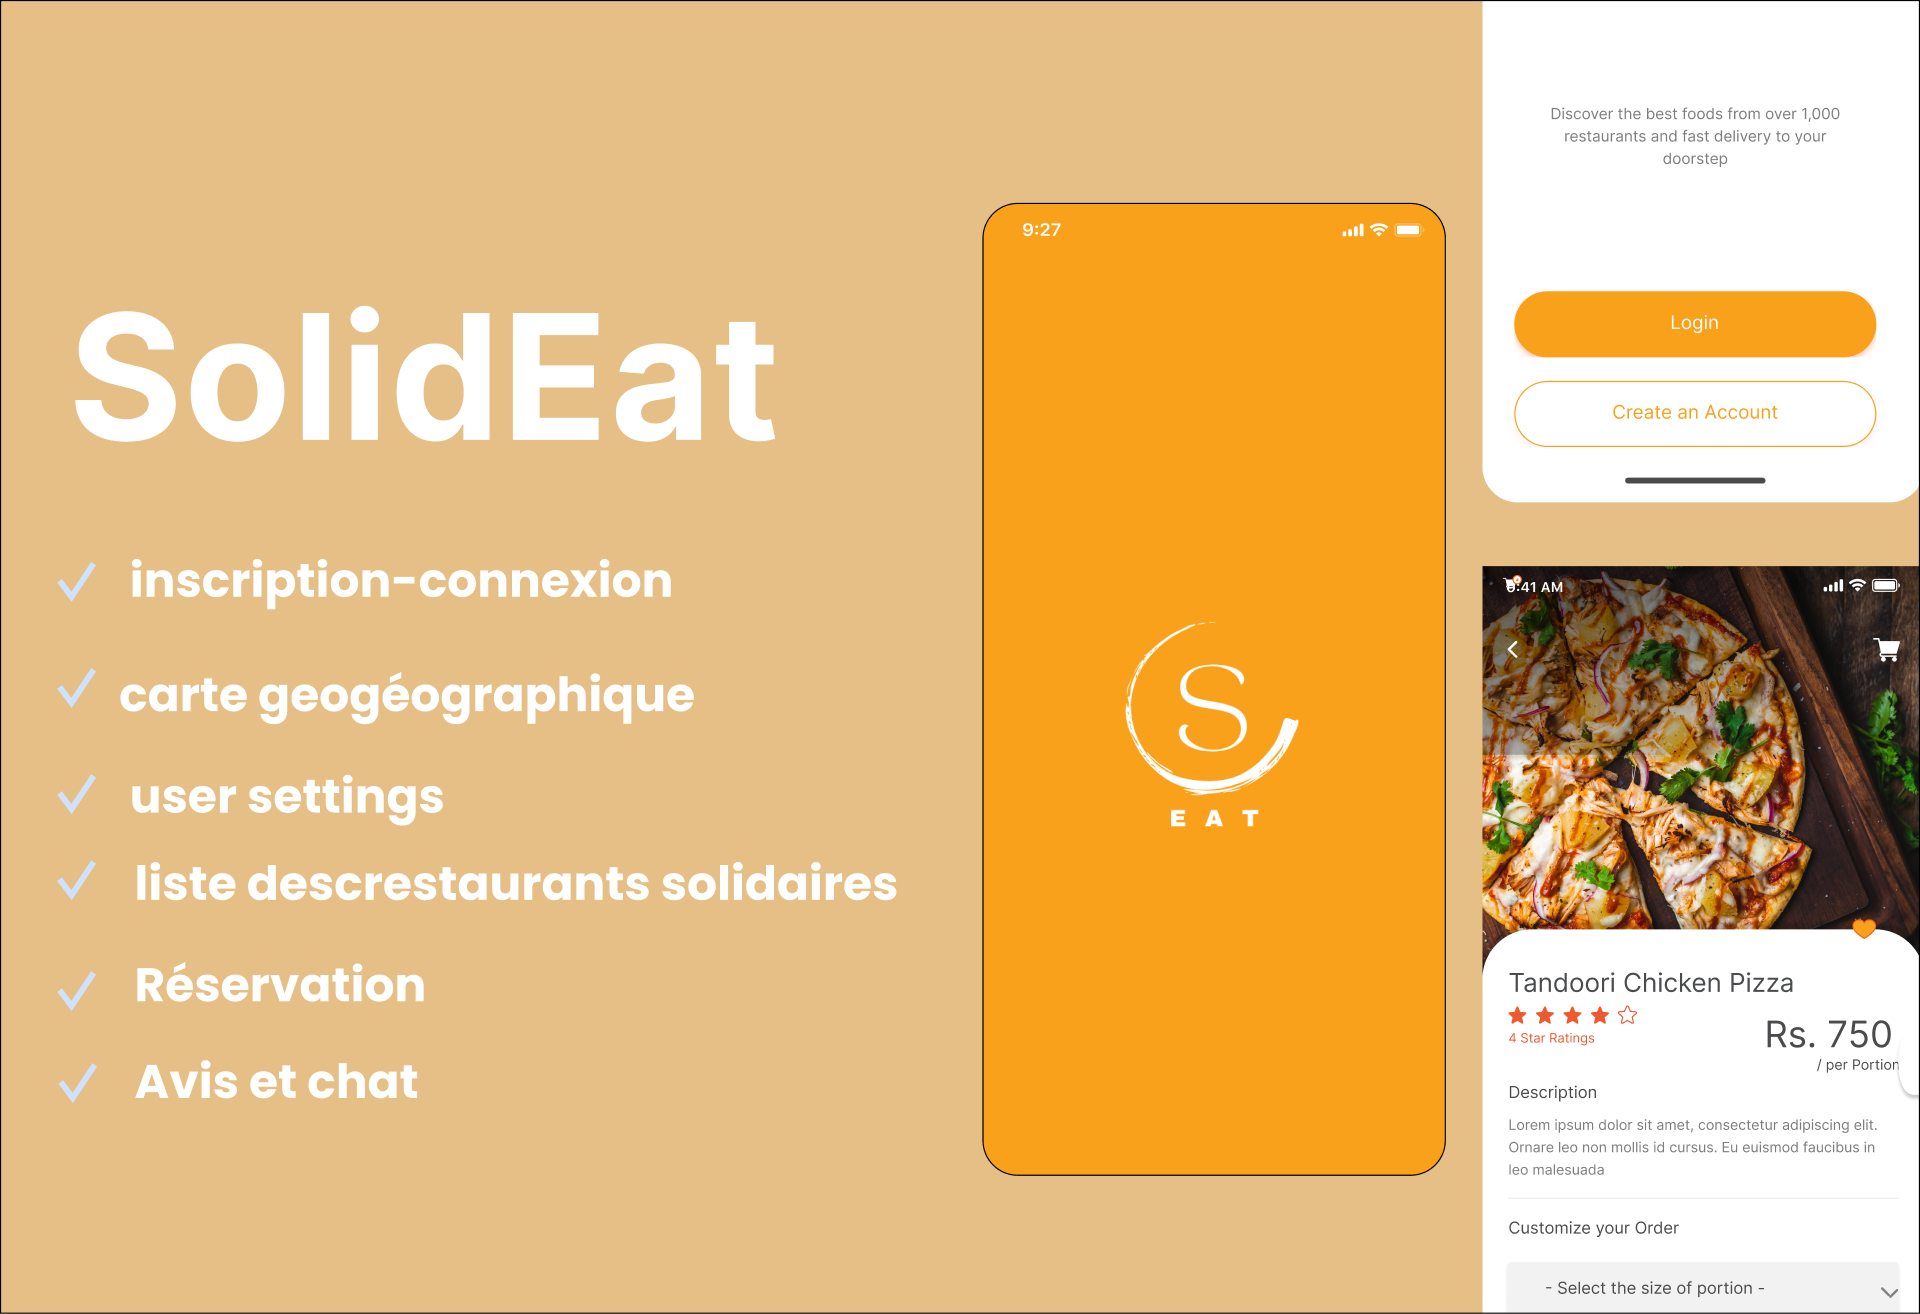 SolidEat
inscription-connexion
carte geogéographique
user settings
liste descrestaurants solidaires
Réservation
Avis et chat
9:27
S
EAT
Discover the best foods from over 1,000
restaurants and fast delivery to your
doorstep
Login
Create an Account
9:41 AM
Tandoori Chicken Pizza
4 Star Ratings
Rs. 750
/ per Portion
Description
Lorem ipsum dolor sit amet, consectetur adipiscing elit.
Ornare leo non mollis id cursus. Eu euismod faucibus in
leo malesuada
Customize your Order
- Select the size of portion -